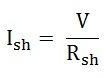 I_sh = V / R_sh